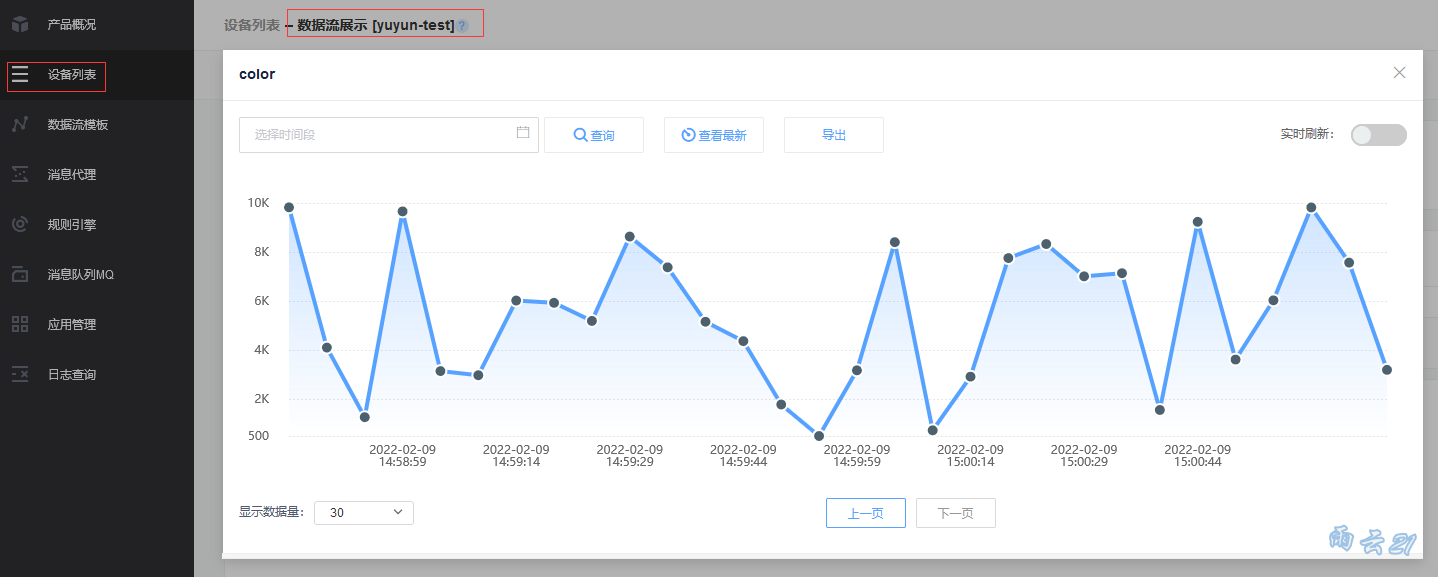 产品概况
设备列表
数据流模板
消息代理
规则引擎
消息队列MQ
应用管理
日志查询
设备列表 – 数据流展示 [yuyun-test] ?
color
选择时间段
查询
查看最新
导出
实时刷新：
10K
8K
6K
4K
2K
500
2022-02-09
14:58:59
2022-02-09
14:59:14
2022-02-09
14:59:29
2022-02-09
14:59:44
2022-02-09
14:59:59
2022-02-09
15:00:14
2022-02-09
15:00:29
2022-02-09
15:00:44
显示数据量：
30
上一页
下一页
雨云21